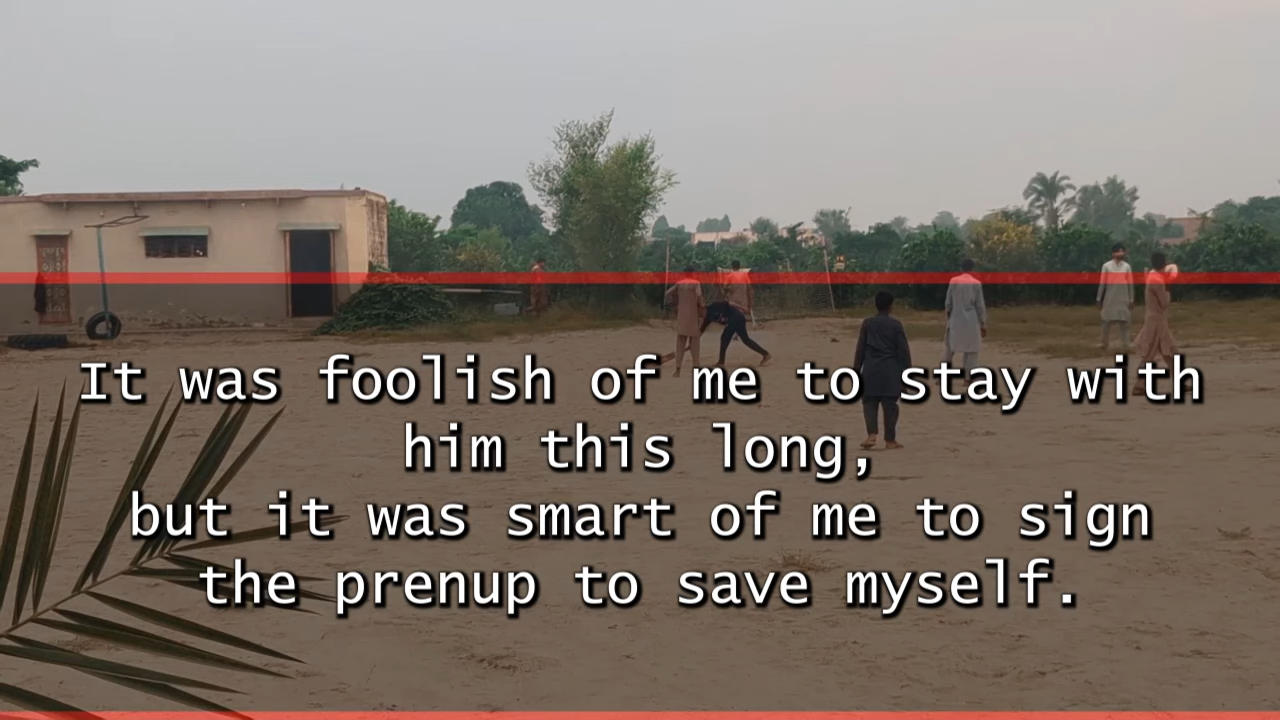 It was foolish of me to stay with
him this long,
but it was smart of me to sign
the prenup to save myself.